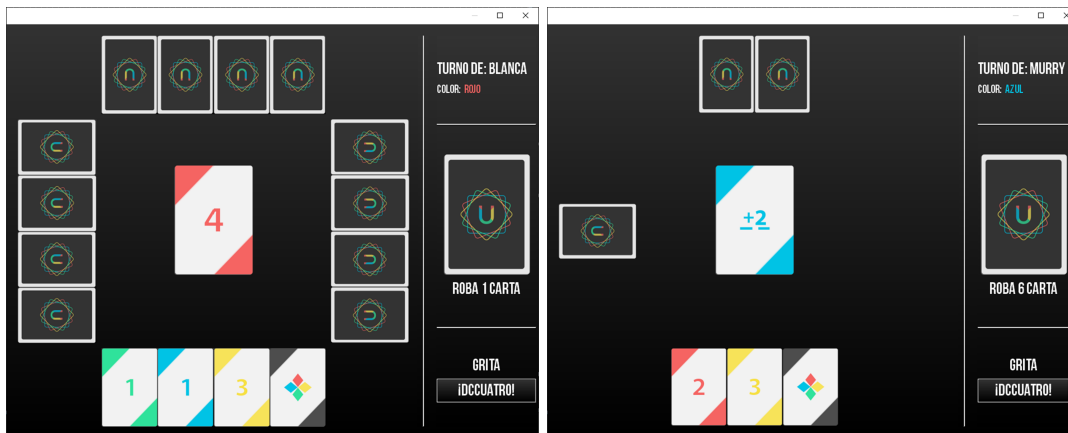 TURNO DE: BLANCA
COLOR: ROJO
4
ROBA 1 CARTA
1
1
3
GRITA
¡DCCUATRO!
TURNO DE: MURRY
COLOR: AZUL
+2
ROBA 6 CARTA
2
3
GRITA
¡DCCUATRO!